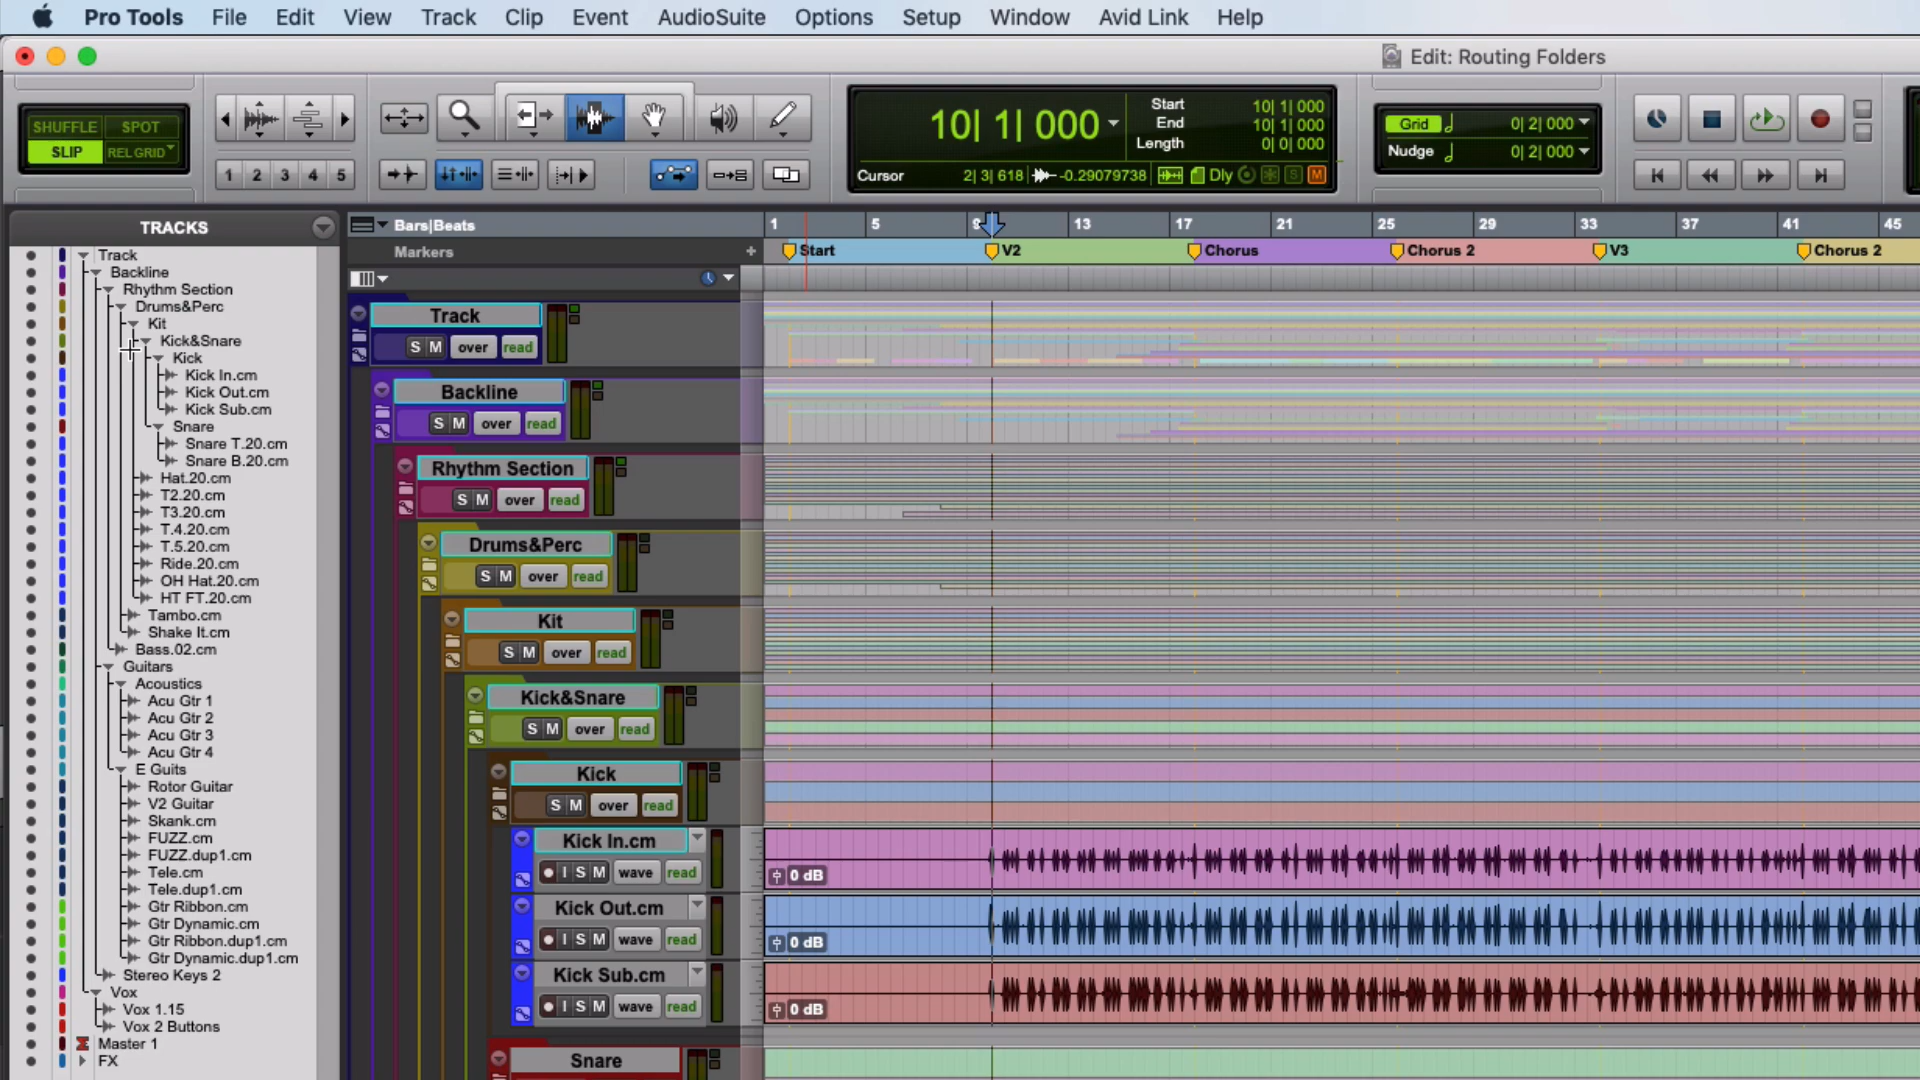 Pro Tools File Edit View Track Clip Event AudioSuite Options Setup Window Avid Link Help
Edit: Routing Folders
SHUFFLE SPOT
SLIP REL GRID
1 2 3 4 5
10| 1| 000
Start 10| 1| 000
End 10| 1| 000
Length 0| 0| 000
Cursor 2| 3| 618 -0.29079738 Dly S M
Grid 0| 2| 000
Nudge 0| 2| 000
TRACKS
Track
Backline
Rhythm Section
Drums&Perc
Kit
Kick&Snare
Kick
Kick In.cm
Kick Out.cm
Kick Sub.cm
Snare
Snare T.20.cm
Snare B.20.cm
Hat.20.cm
T2.20.cm
T3.20.cm
T.4.20.cm
T.5.20.cm
Ride.20.cm
OH Hat.20.cm
HT FT.20.cm
Tambo.cm
Shake It.cm
Bass.02.cm
Guitars
Acoustics
Acu Gtr 1
Acu Gtr 2
Acu Gtr 3
Acu Gtr 4
E Guits
Rotor Guitar
V2 Guitar
Skank.cm
FUZZ.cm
FUZZ.dup1.cm
Tele.cm
Tele.dup1.cm
Gtr Ribbon.cm
Gtr Dynamic.cm
Gtr Ribbon.dup1.cm
Gtr Dynamic.dup1.cm
Stereo Keys 2
Vox
Vox 1.15
Vox 2 Buttons
Master 1
FX
Bars|Beats 1 5 9 13 17 21 25 29 33 37 41 45
Markers + Start V2 Chorus Chorus 2 V3 Chorus 2
Track
S M over read
Backline
S M over read
Rhythm Section
S M over read
Drums&Perc
S M over read
Kit
S M over read
Kick&Snare
S M over read
Kick
S M over read
Kick In.cm
I S M wave read 0 dB
Kick Out.cm
I S M wave read 0 dB
Kick Sub.cm
I S M wave read 0 dB
Snare